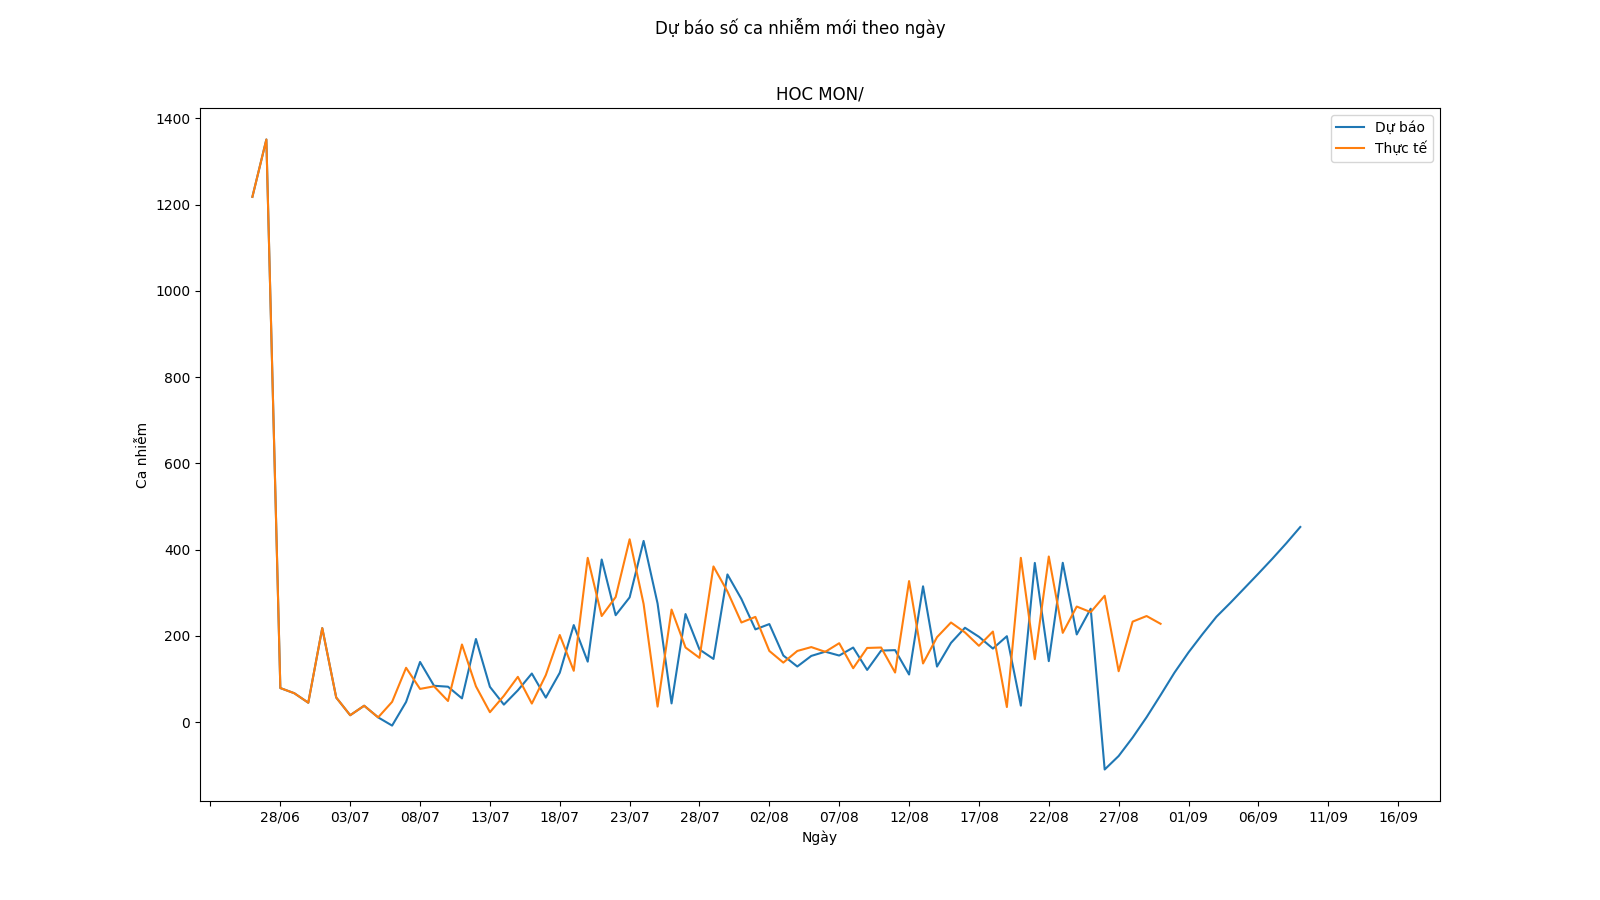 Dự báo số ca nhiễm mới theo ngày
HOC MON/
Dự báo
Thực tế
1400
1200
1000
800
600
400
200
0
Ca nhiễm
28/06 03/07 08/07 13/07 18/07 23/07 28/07 02/08 07/08 12/08 17/08 22/08 27/08 01/09 06/09 11/09 16/09
Ngày